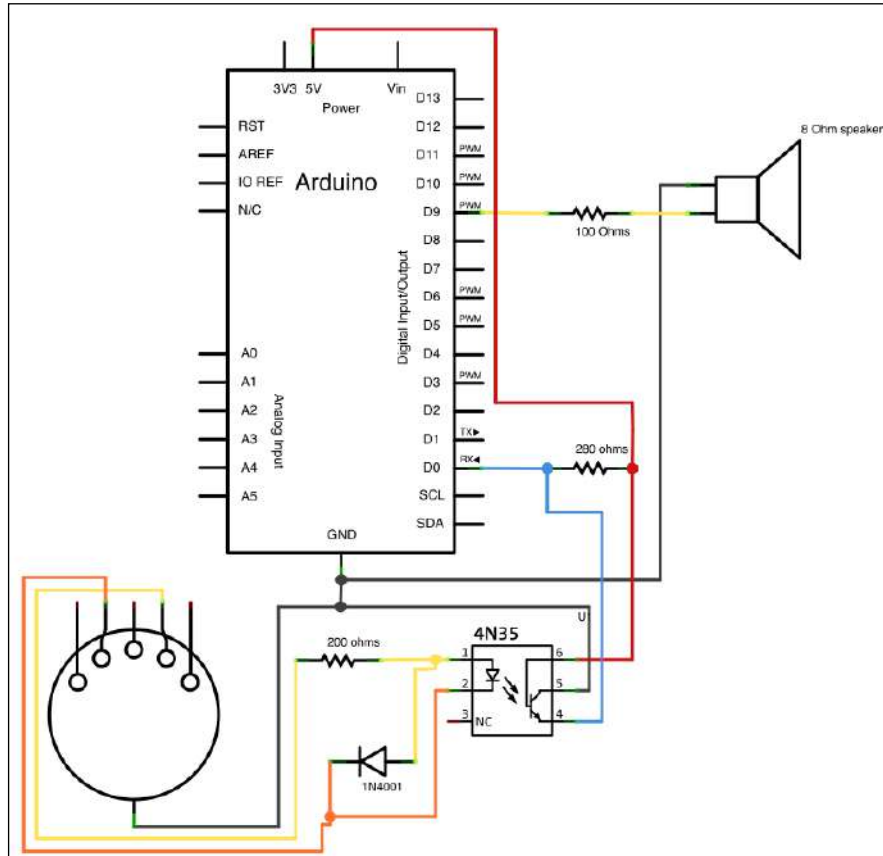 3V3 5V Vin
Power
D13
RST D12
AREF D11 PWM
IO REF Arduino D10 PWM
N/C D9 PWM
D8
D7
D6 PWM
D5 PWM
A0 D4
A1 D3 PWM
A2 D2
A3 D1 TX▶
A4 D0 RX◀
A5 SCL
SDA
Digital Input/Output
Analog Input
GND
8 Ohm speaker
100 Ohms
280 ohms
U
4N35
200 ohms
1 6
2 5
3 NC 4
1N4001